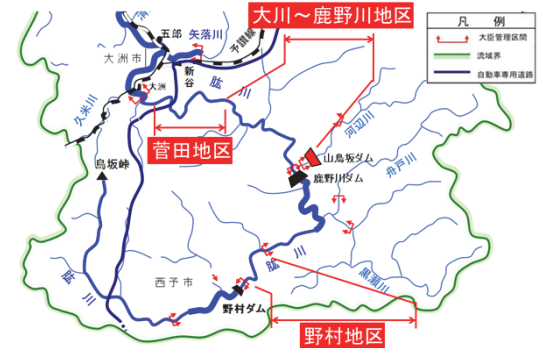 大川～鹿野川地区
凡 例
大臣管理区間
流域界
自動車専用道路
五郎
矢落川
予讃線
大洲市
新谷
大洲
肱川
久米川
菅田地区
河辺川
山鳥坂ダム
鳥坂峠
鹿野川ダム
舟戸川
肱川
肱川
西予市
黒瀬川
野村ダム
野村地区